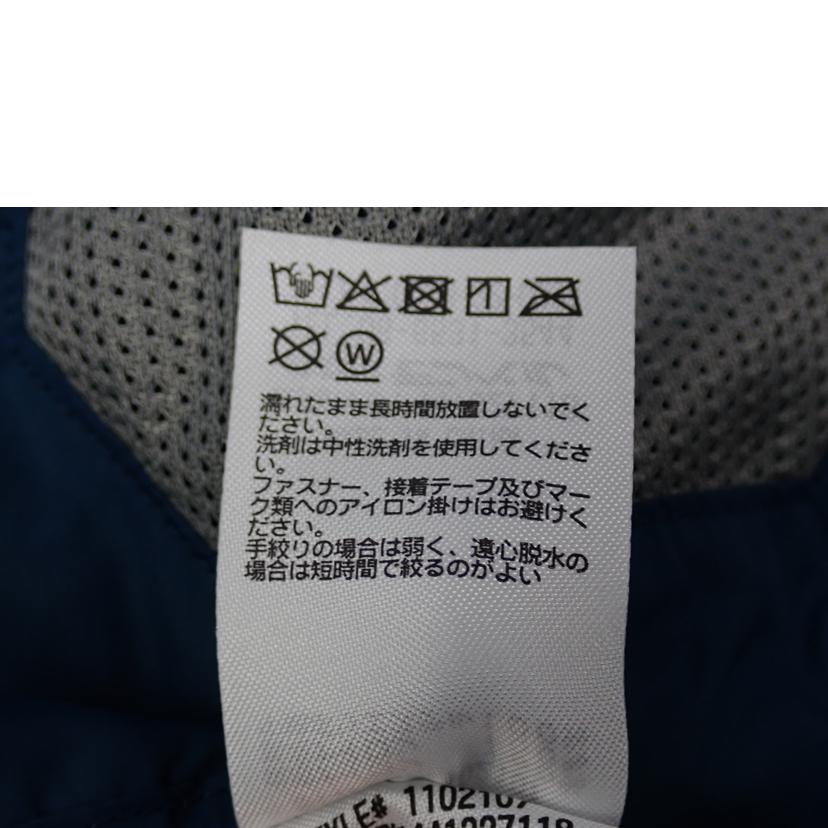 W
濡れたまま長時間放置しないでく
ださい。
洗剤は中性洗剤を使用してくださ
い。
ファスナー、接着テープ及びマー
ク類へのアイロン掛けはお避けく
ださい。
手絞りの場合は弱く、遠心脱水の
場合は短時間で絞るのがよい